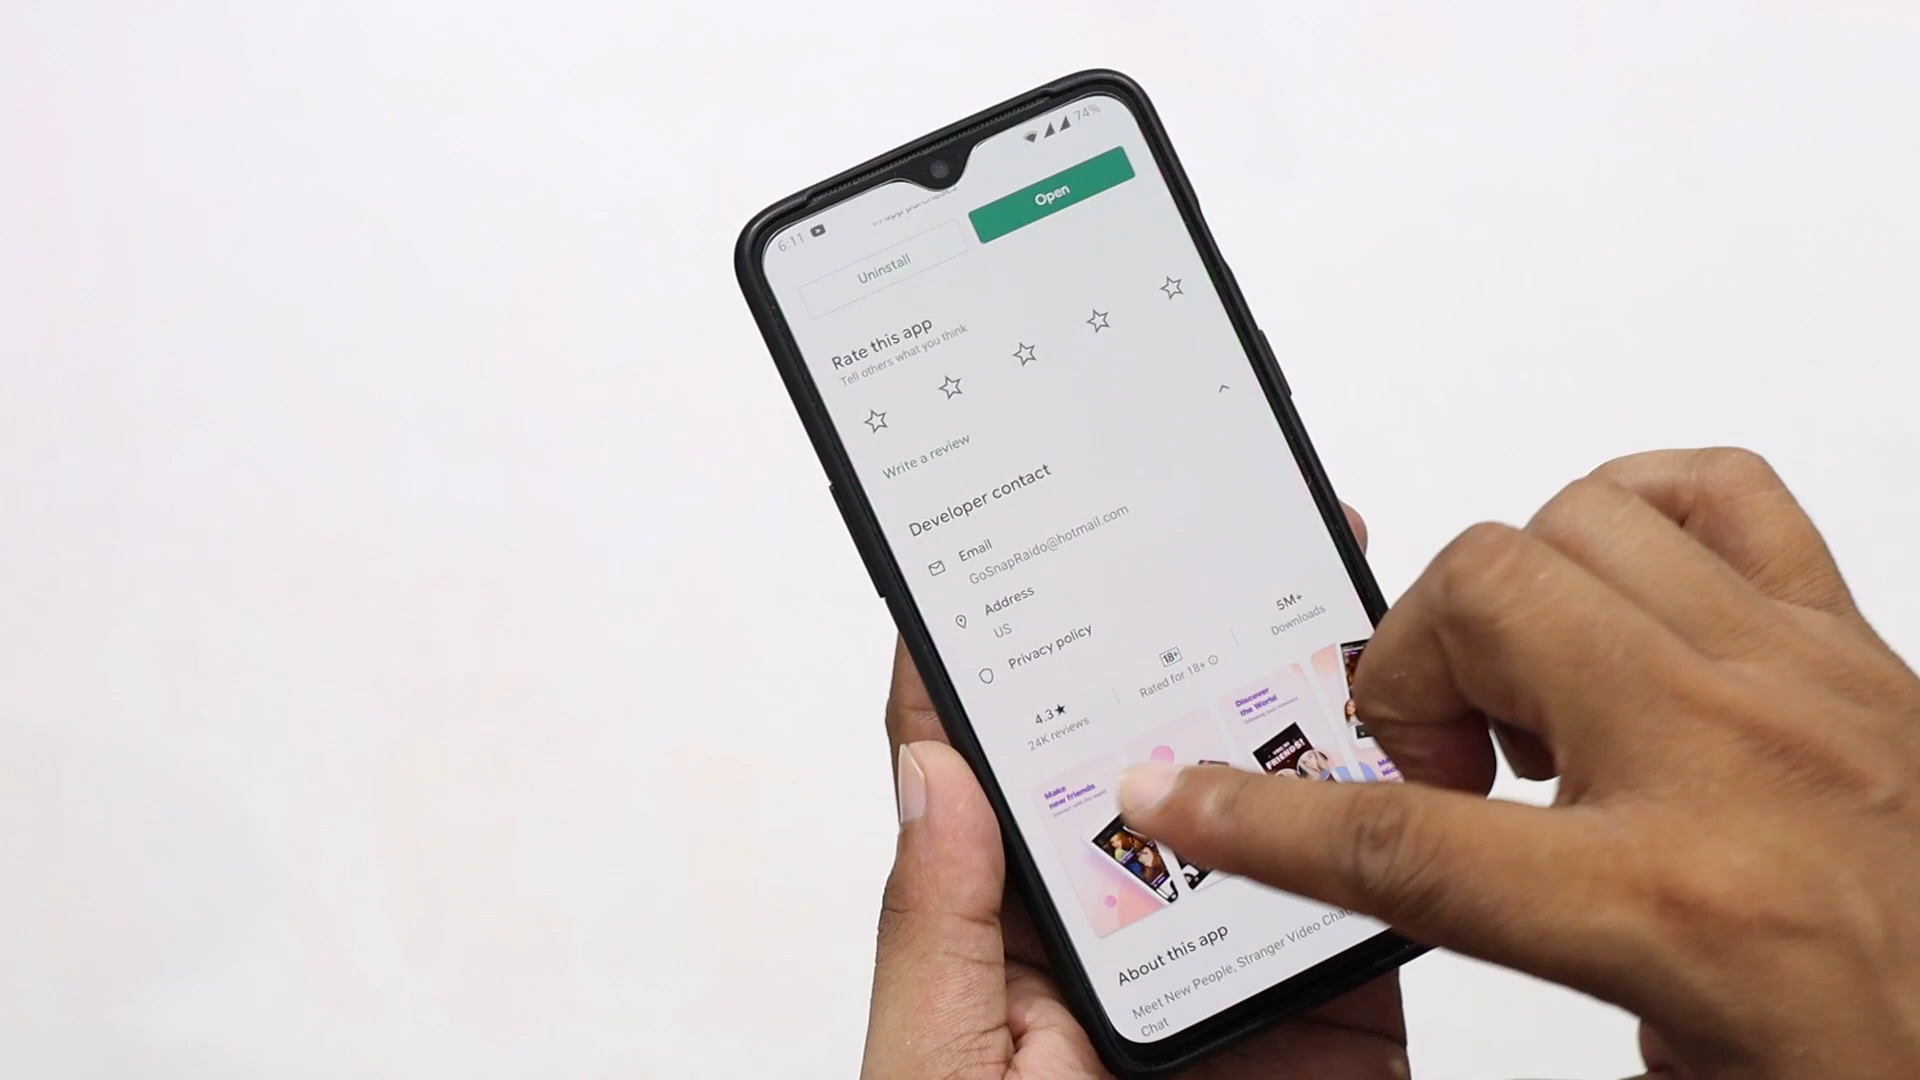 6:11
74%
Uninstall
Open
Rate this app
Tell others what you think
Write a review
Developer contact
Email
GoSnapRaido@hotmail.com
Address
US
Privacy policy
4.3★
24K reviews
18+
Rated for 18+
5M+
Downloads
Make
new friends
Discover
the World
FRIENDS!
About this app
Meet New People, Stranger Video Chat
Chat